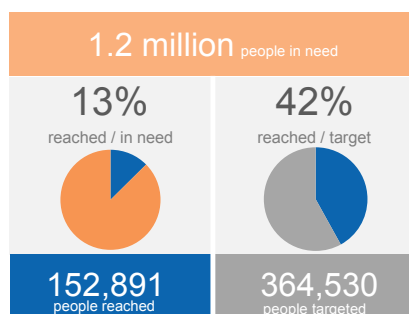 1.2 million people in need
13%
reached / in need
42%
reached / target
152,891
people reached
364,530
people targeted